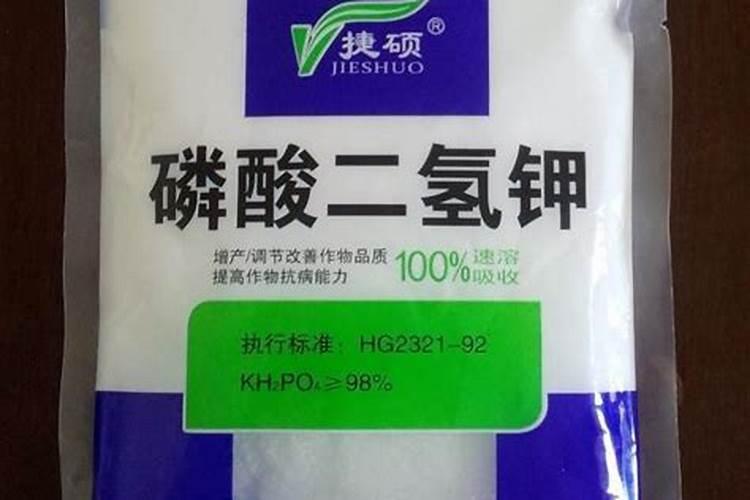 捷硕®
JIESHUO
磷酸二氢钾
增产/调节改善作物品质
提高作物抗病能力
100%速溶
吸收
执行标准：HG2321-92
KH₂PO₄≥98%